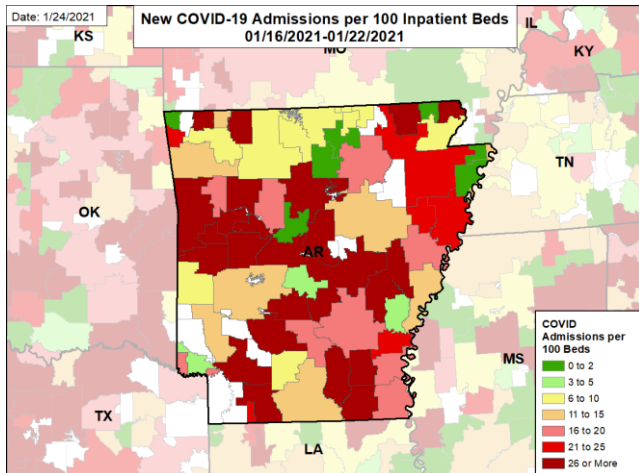 Date: 1/24/2021
New COVID-19 Admissions per 100 Inpatient Beds
01/16/2021-01/22/2021
KS
MO
IL
KY
OK
TN
AR
MS
TX
LA
COVID
Admissions per
100 Beds
0 to 2
3 to 5
6 to 10
11 to 15
16 to 20
21 to 25
26 or More